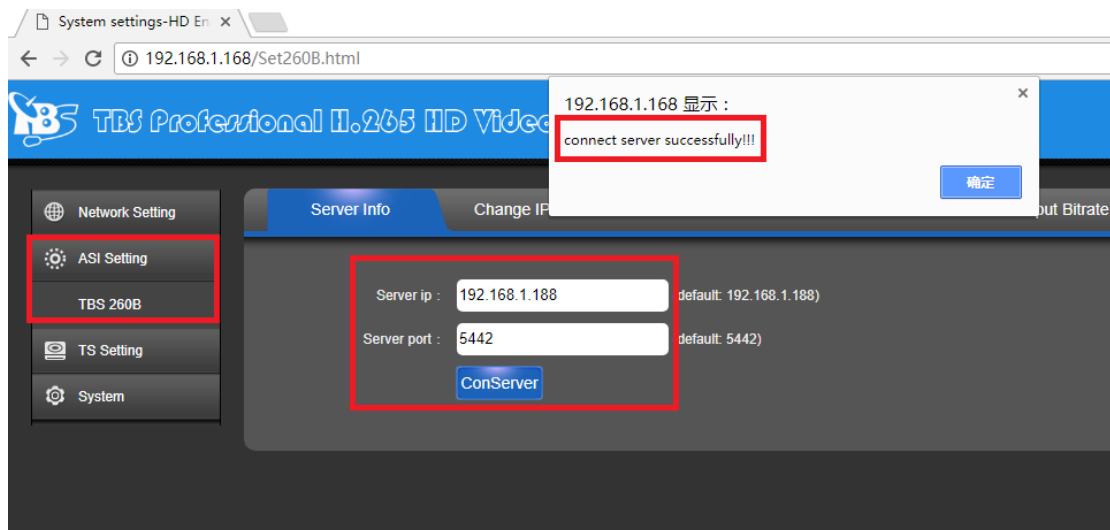 System settings-HD En
192.168.1.168/Set260B.html
TBS
TBS Professional H.265 HD Video
192.168.1.168 显示：
connect server successfully!!!
确定
Network Setting
ASI Setting
TBS 260B
TS Setting
System
Server Info
Change IP
put Bitrate
Server ip :
192.168.1.188
default: 192.168.1.188)
Server port :
5442
default: 5442)
ConServer